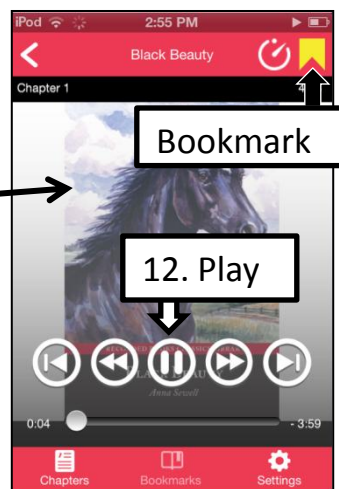 iPod 2:55 PM
Black Beauty
Chapter 1
Bookmark
12. Play
Anna Sewell
0:04 - 3:59
Chapters Bookmarks Settings